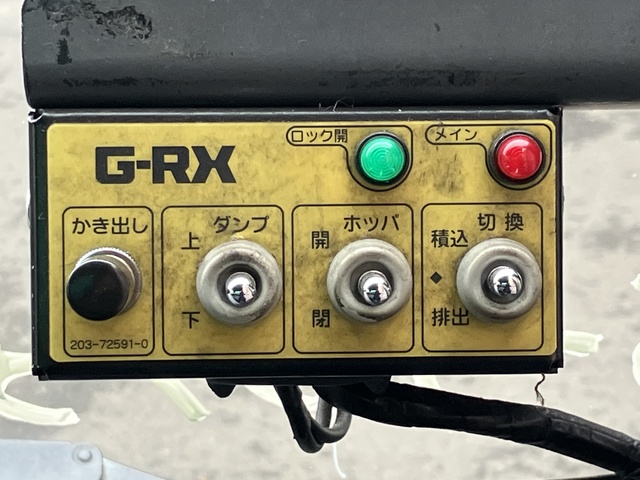 ロック開
メイン
G-RX
かき出し
203-72591-0
ダンプ
上
下
ホッパ
開
閉
切換
積込
◆
排出